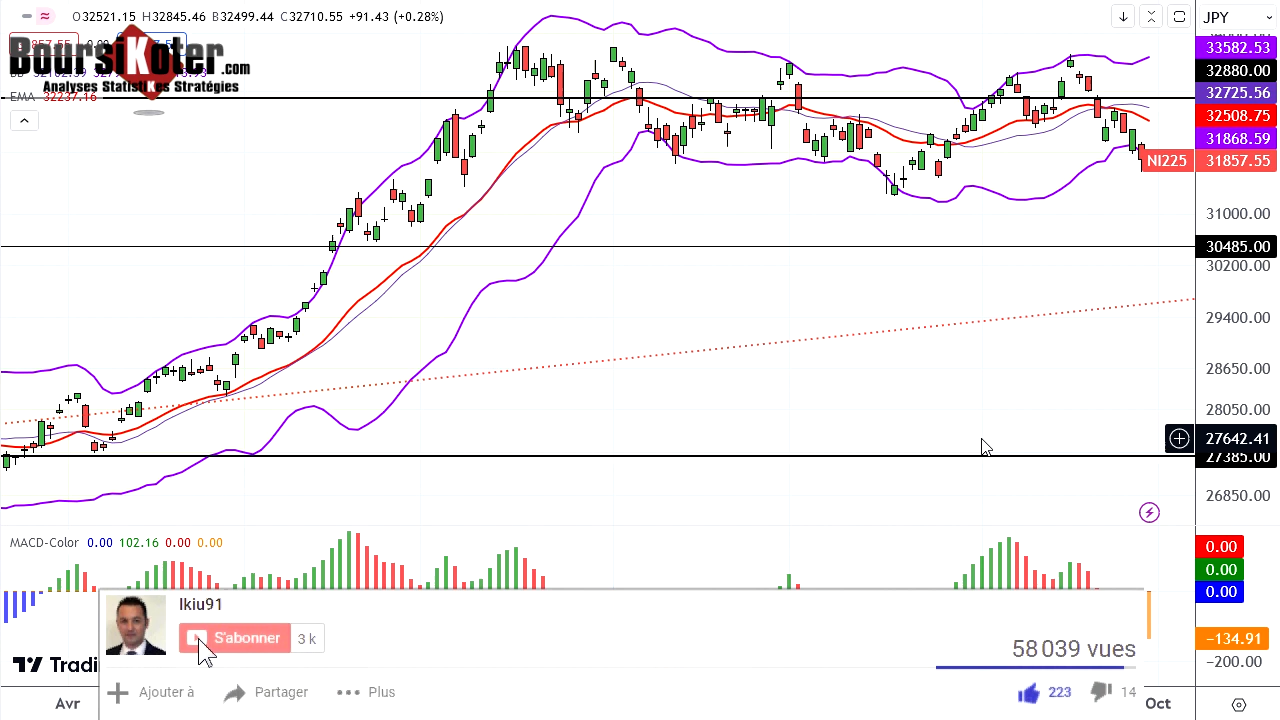 O32521.15 H32845.46 B32499.44 C32710.55 +91.43 (+0.28%)
JPY
BoursiKoter.com
Analyses StatistiKes Stratégies
EMA 32237.16
33582.53
32880.00
32725.56
32508.75
31868.59
NI225 31857.55
31000.00
30485.00
30200.00
29400.00
28650.00
28050.00
27642.41
27385.00
26850.00
MACD-Color 0.00 102.16 0.00 0.00
0.00
0.00
0.00
−134.91
−200.00
lkiu91
S'abonner 3 k
58 039 vues
Tradi
Ajouter à Partager Plus 223 14
Avr Oct